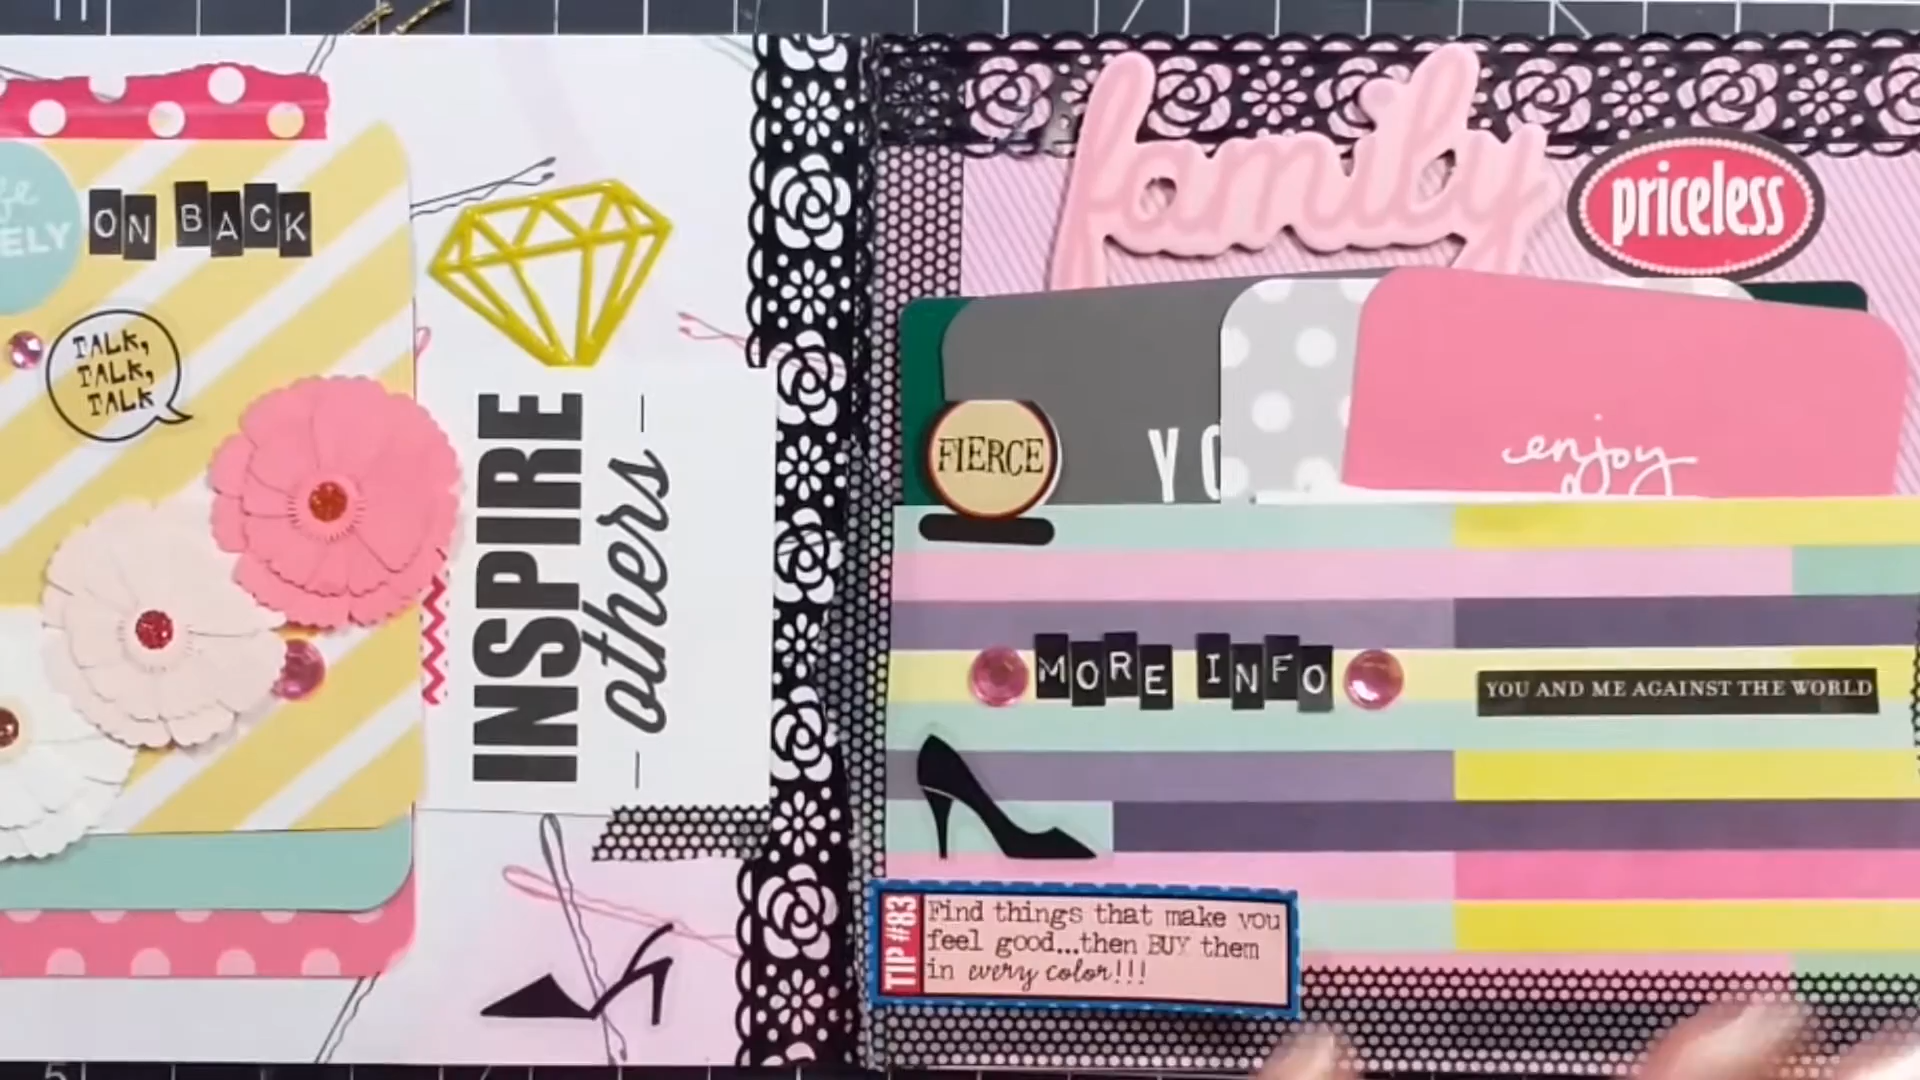 ON BACK
TALK,
TALK,
TALK
INSPIRE
others
family
priceless
FIERCE
enjoy
MORE INFO
YOU AND ME AGAINST THE WORLD
TIP #83
Find things that make you
feel good...then BUY them
in every color!!!